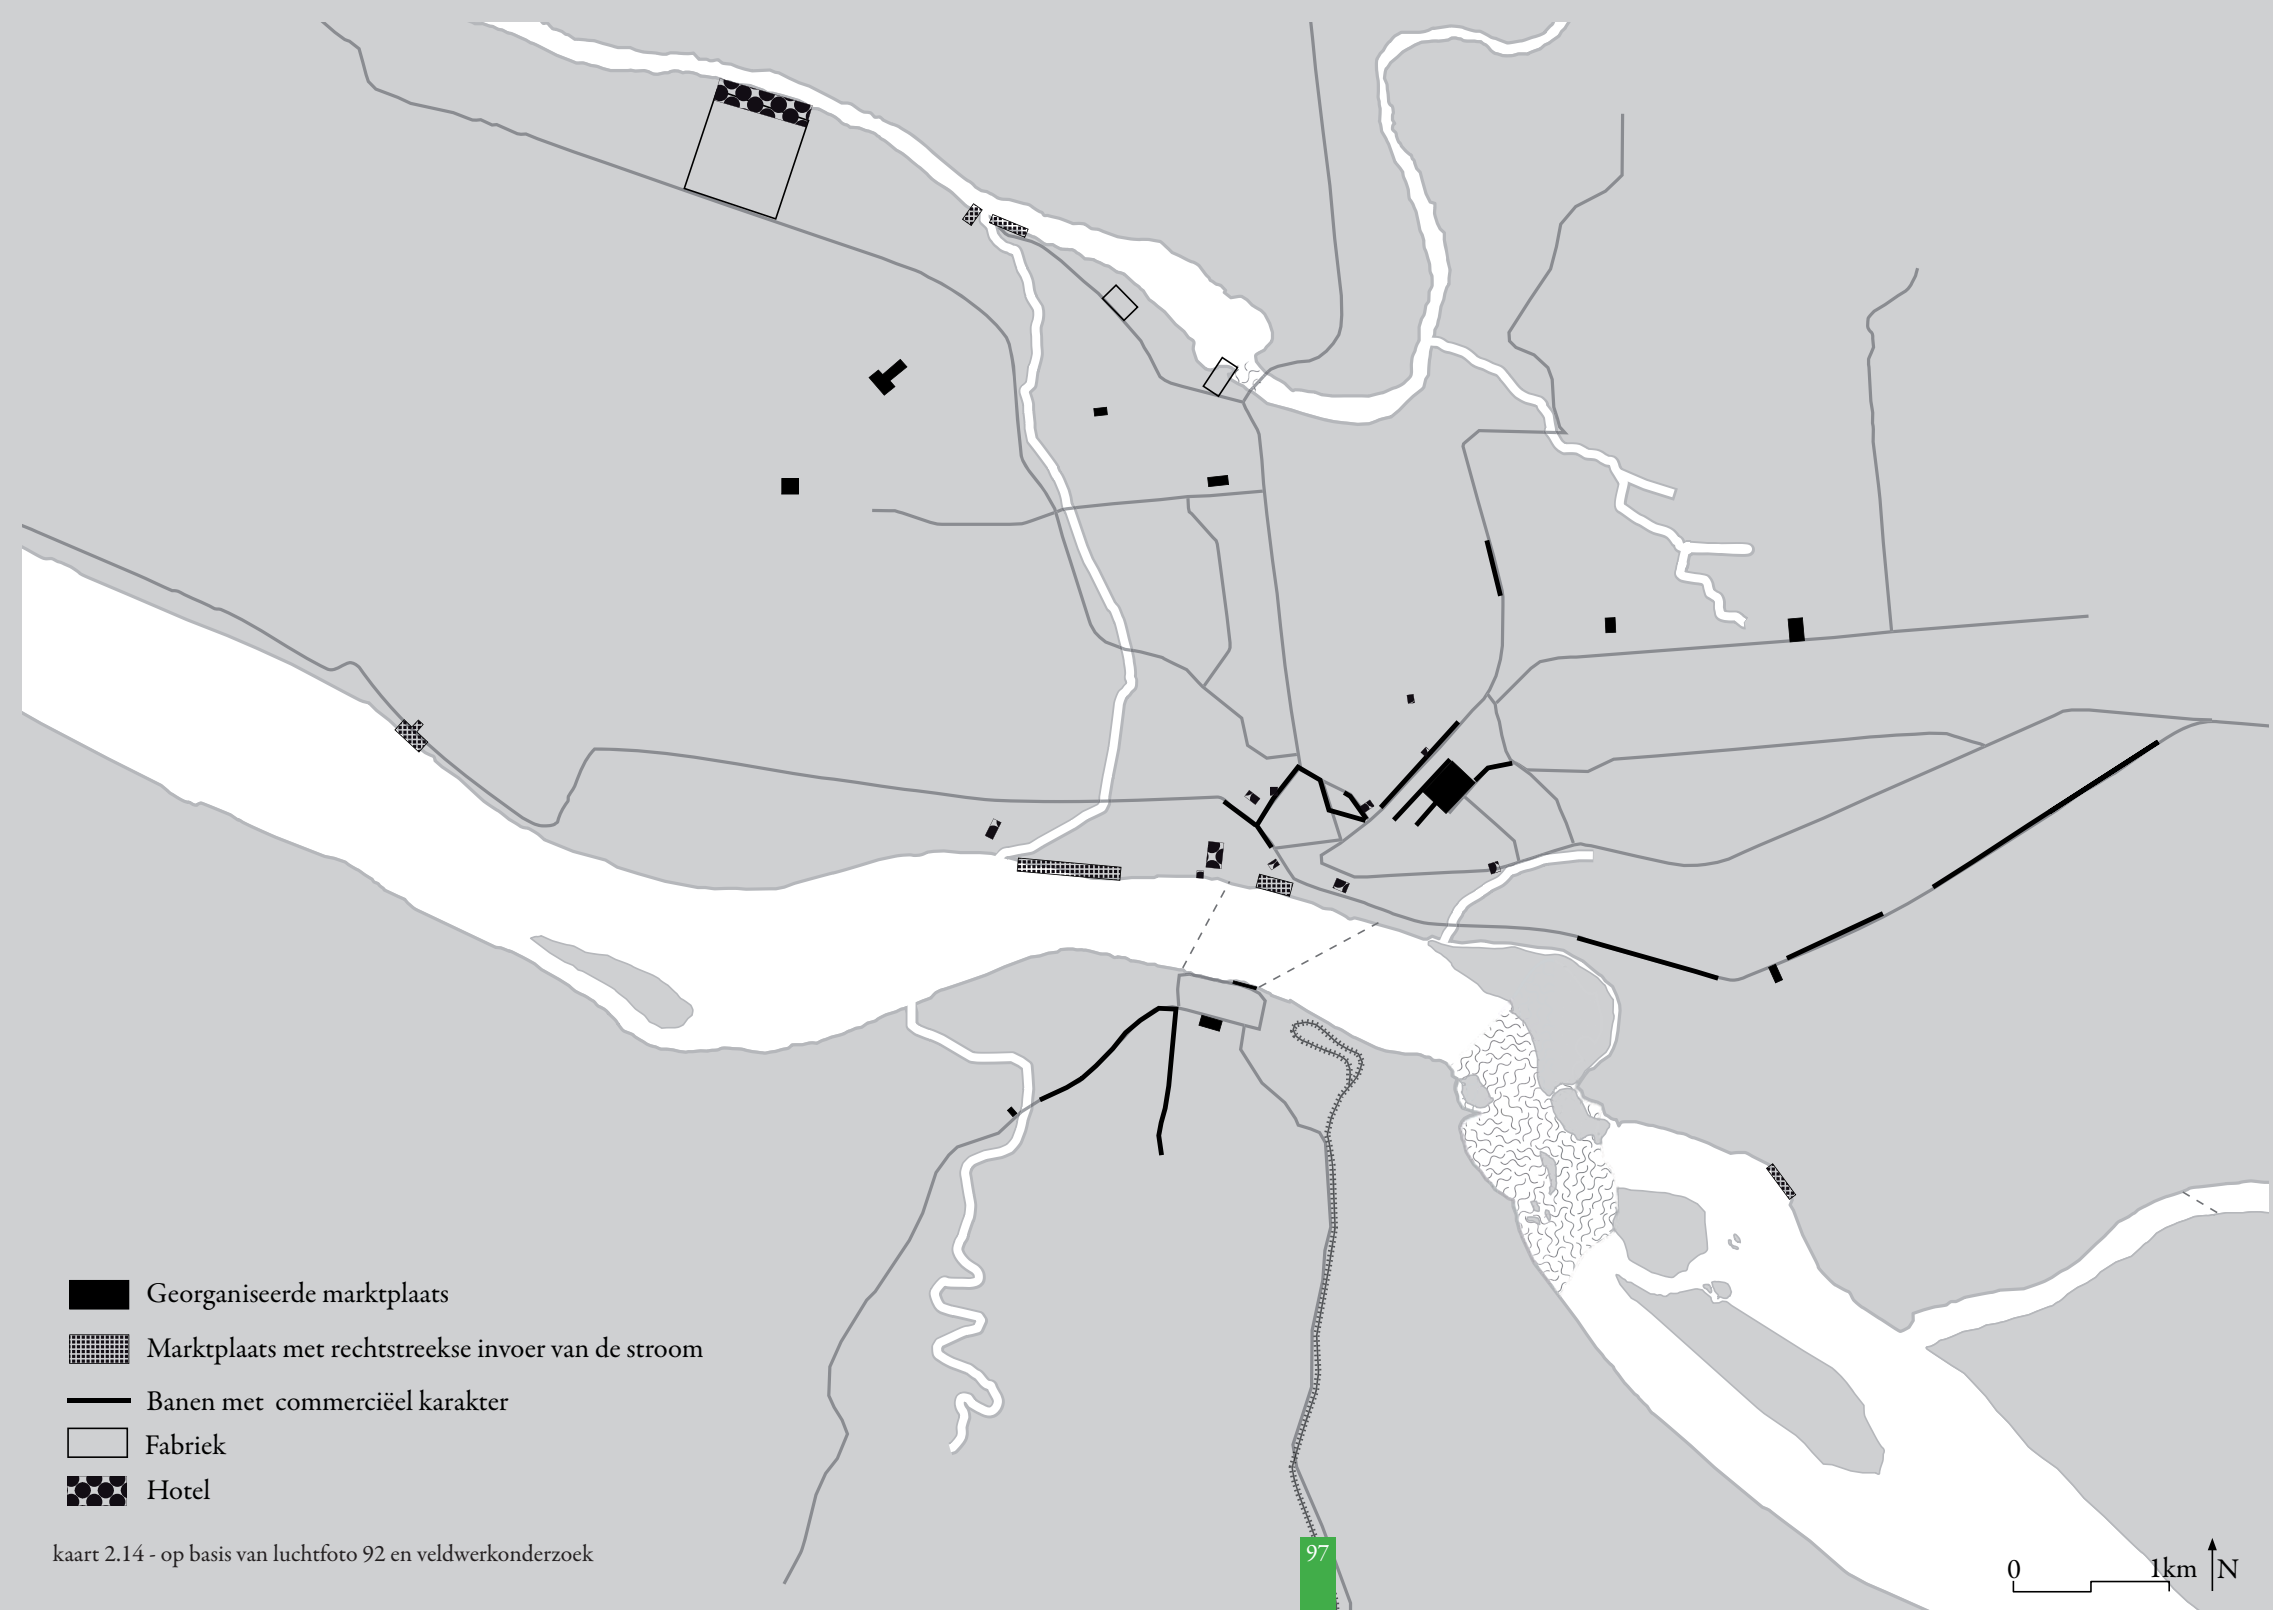 Georganiseerde marktplaats
Marktplaats met rechtstreekse invoer van de stroom
Banen met  commerciëel karakter
Fabriek
Hotel
kaart 2.14 - op basis van luchtfoto 92 en veldwerkonderzoek
97
0 1km N